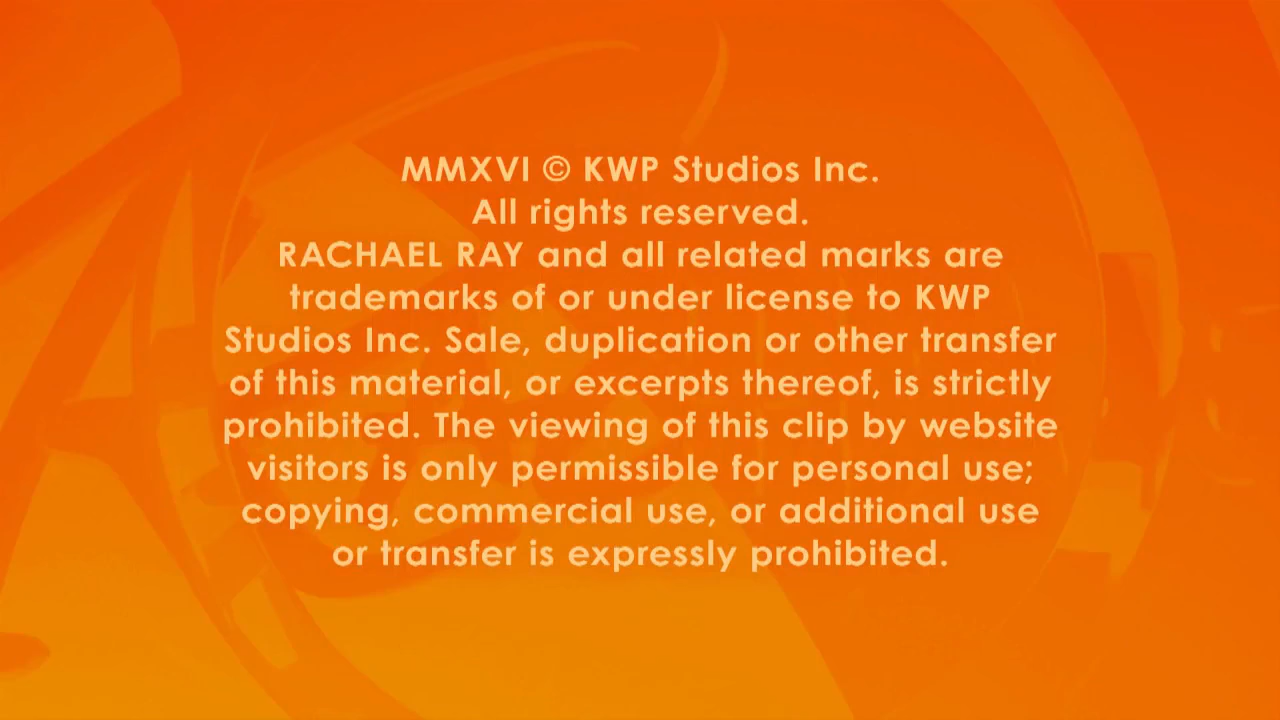 MMXVI © KWP Studios Inc.
All rights reserved.
RACHAEL RAY and all related marks are
trademarks of or under license to KWP
Studios Inc. Sale, duplication or other transfer
of this material, or excerpts thereof, is strictly
prohibited. The viewing of this clip by website
visitors is only permissible for personal use;
copying, commercial use, or additional use
or transfer is expressly prohibited.